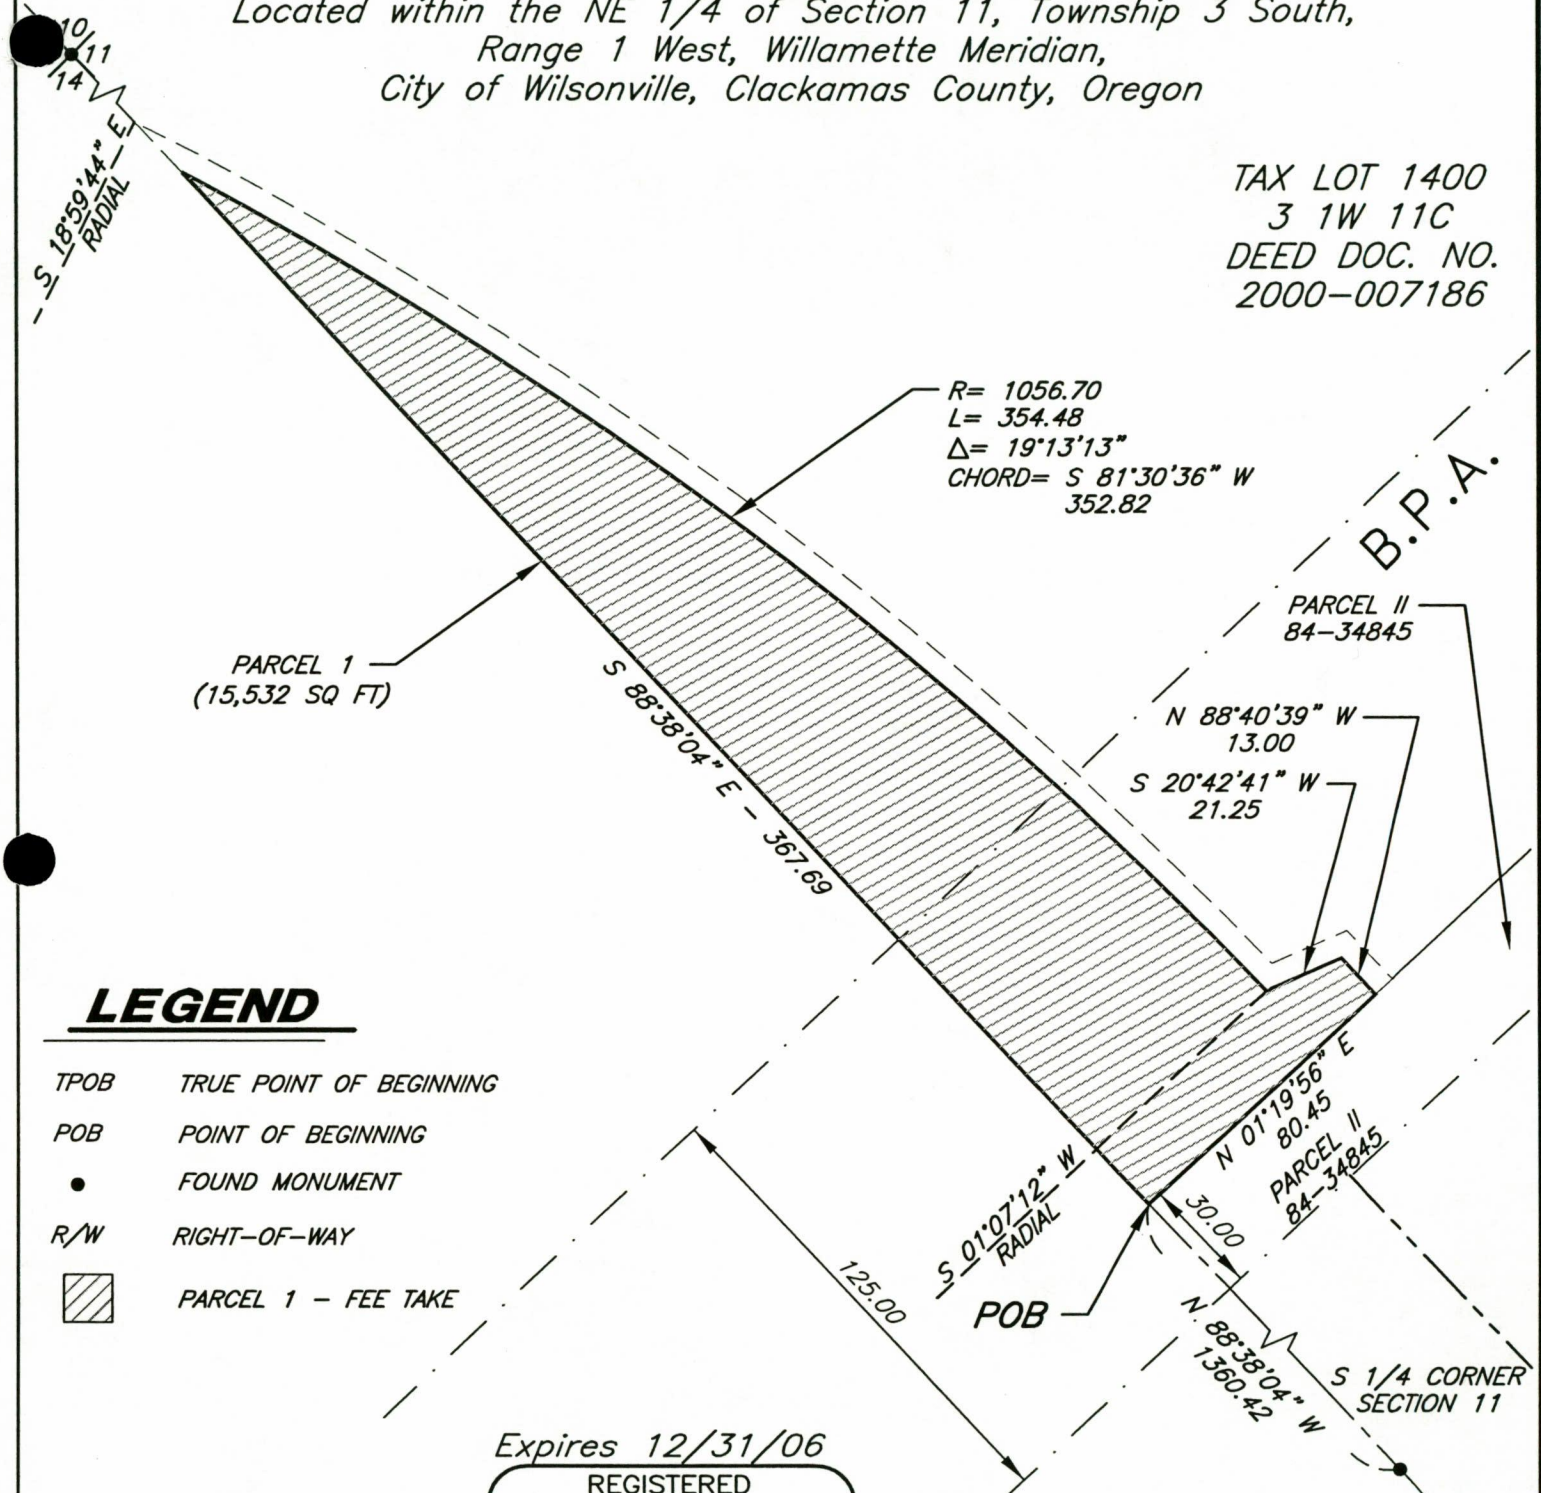 Located within the NE 1/4 of Section 11, Township 3 South,
Range 1 West, Willamette Meridian,
City of Wilsonville, Clackamas County, Oregon
10
11
14
S 18°59'44" E
RADIAL
TAX LOT 1400
3 1W 11C
DEED DOC. NO.
2000-007186
R= 1056.70
L= 354.48
Δ= 19°13'13"
CHORD= S 81°30'36" W
352.82
B.P.A.
PARCEL II
84-34845
PARCEL 1
(15,532 SQ FT)
S 88°38'04" E - 367.69
N 88°40'39" W
13.00
S 20°42'41" W
21.25
LEGEND
TPOB TRUE POINT OF BEGINNING
POB POINT OF BEGINNING
FOUND MONUMENT
R/W RIGHT-OF-WAY
PARCEL 1 - FEE TAKE
N 01°19'56" E
80.45
PARCEL II
84-34845
S 01°07'12" W
RADIAL
30.00
125.00
POB
N 88°38'04" W
1360.42
S 1/4 CORNER
SECTION 11
Expires 12/31/06
REGISTERED